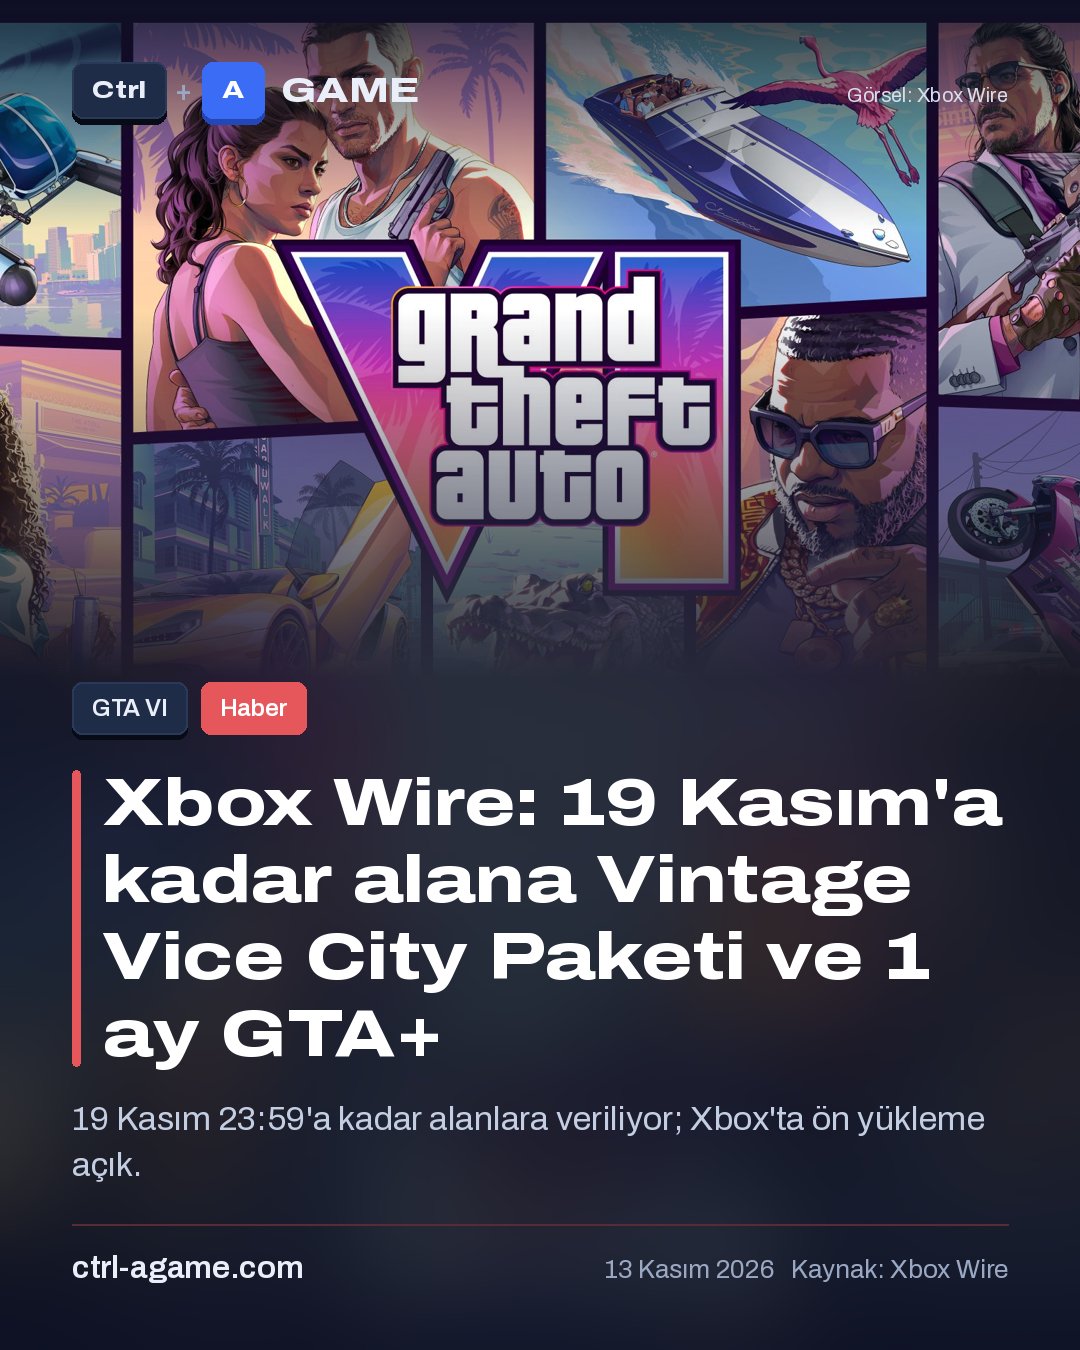 Ctrl + A GAME
Görsel: Xbox Wire
grand
theft
auto
VI
GTA VI Haber
Xbox Wire: 19 Kasım'a
kadar alana Vintage
Vice City Paketi ve 1
ay GTA+
19 Kasım 23:59'a kadar alanlara veriliyor; Xbox'ta ön yükleme
açık.
ctrl-agame.com
13 Kasım 2026 Kaynak: Xbox Wire